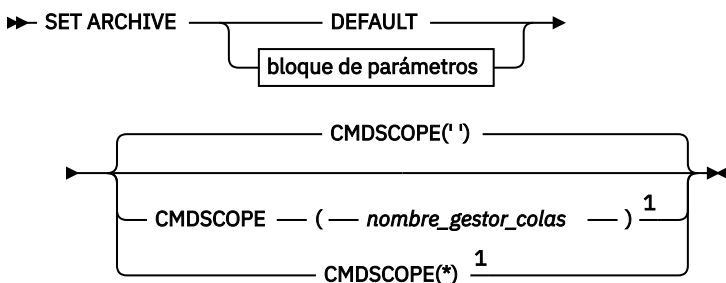 SET ARCHIVE DEFAULT
bloque de parámetros
CMDSCOPE(' ')
CMDSCOPE ( nombre_gestor_colas ) 1
CMDSCOPE(*) 1